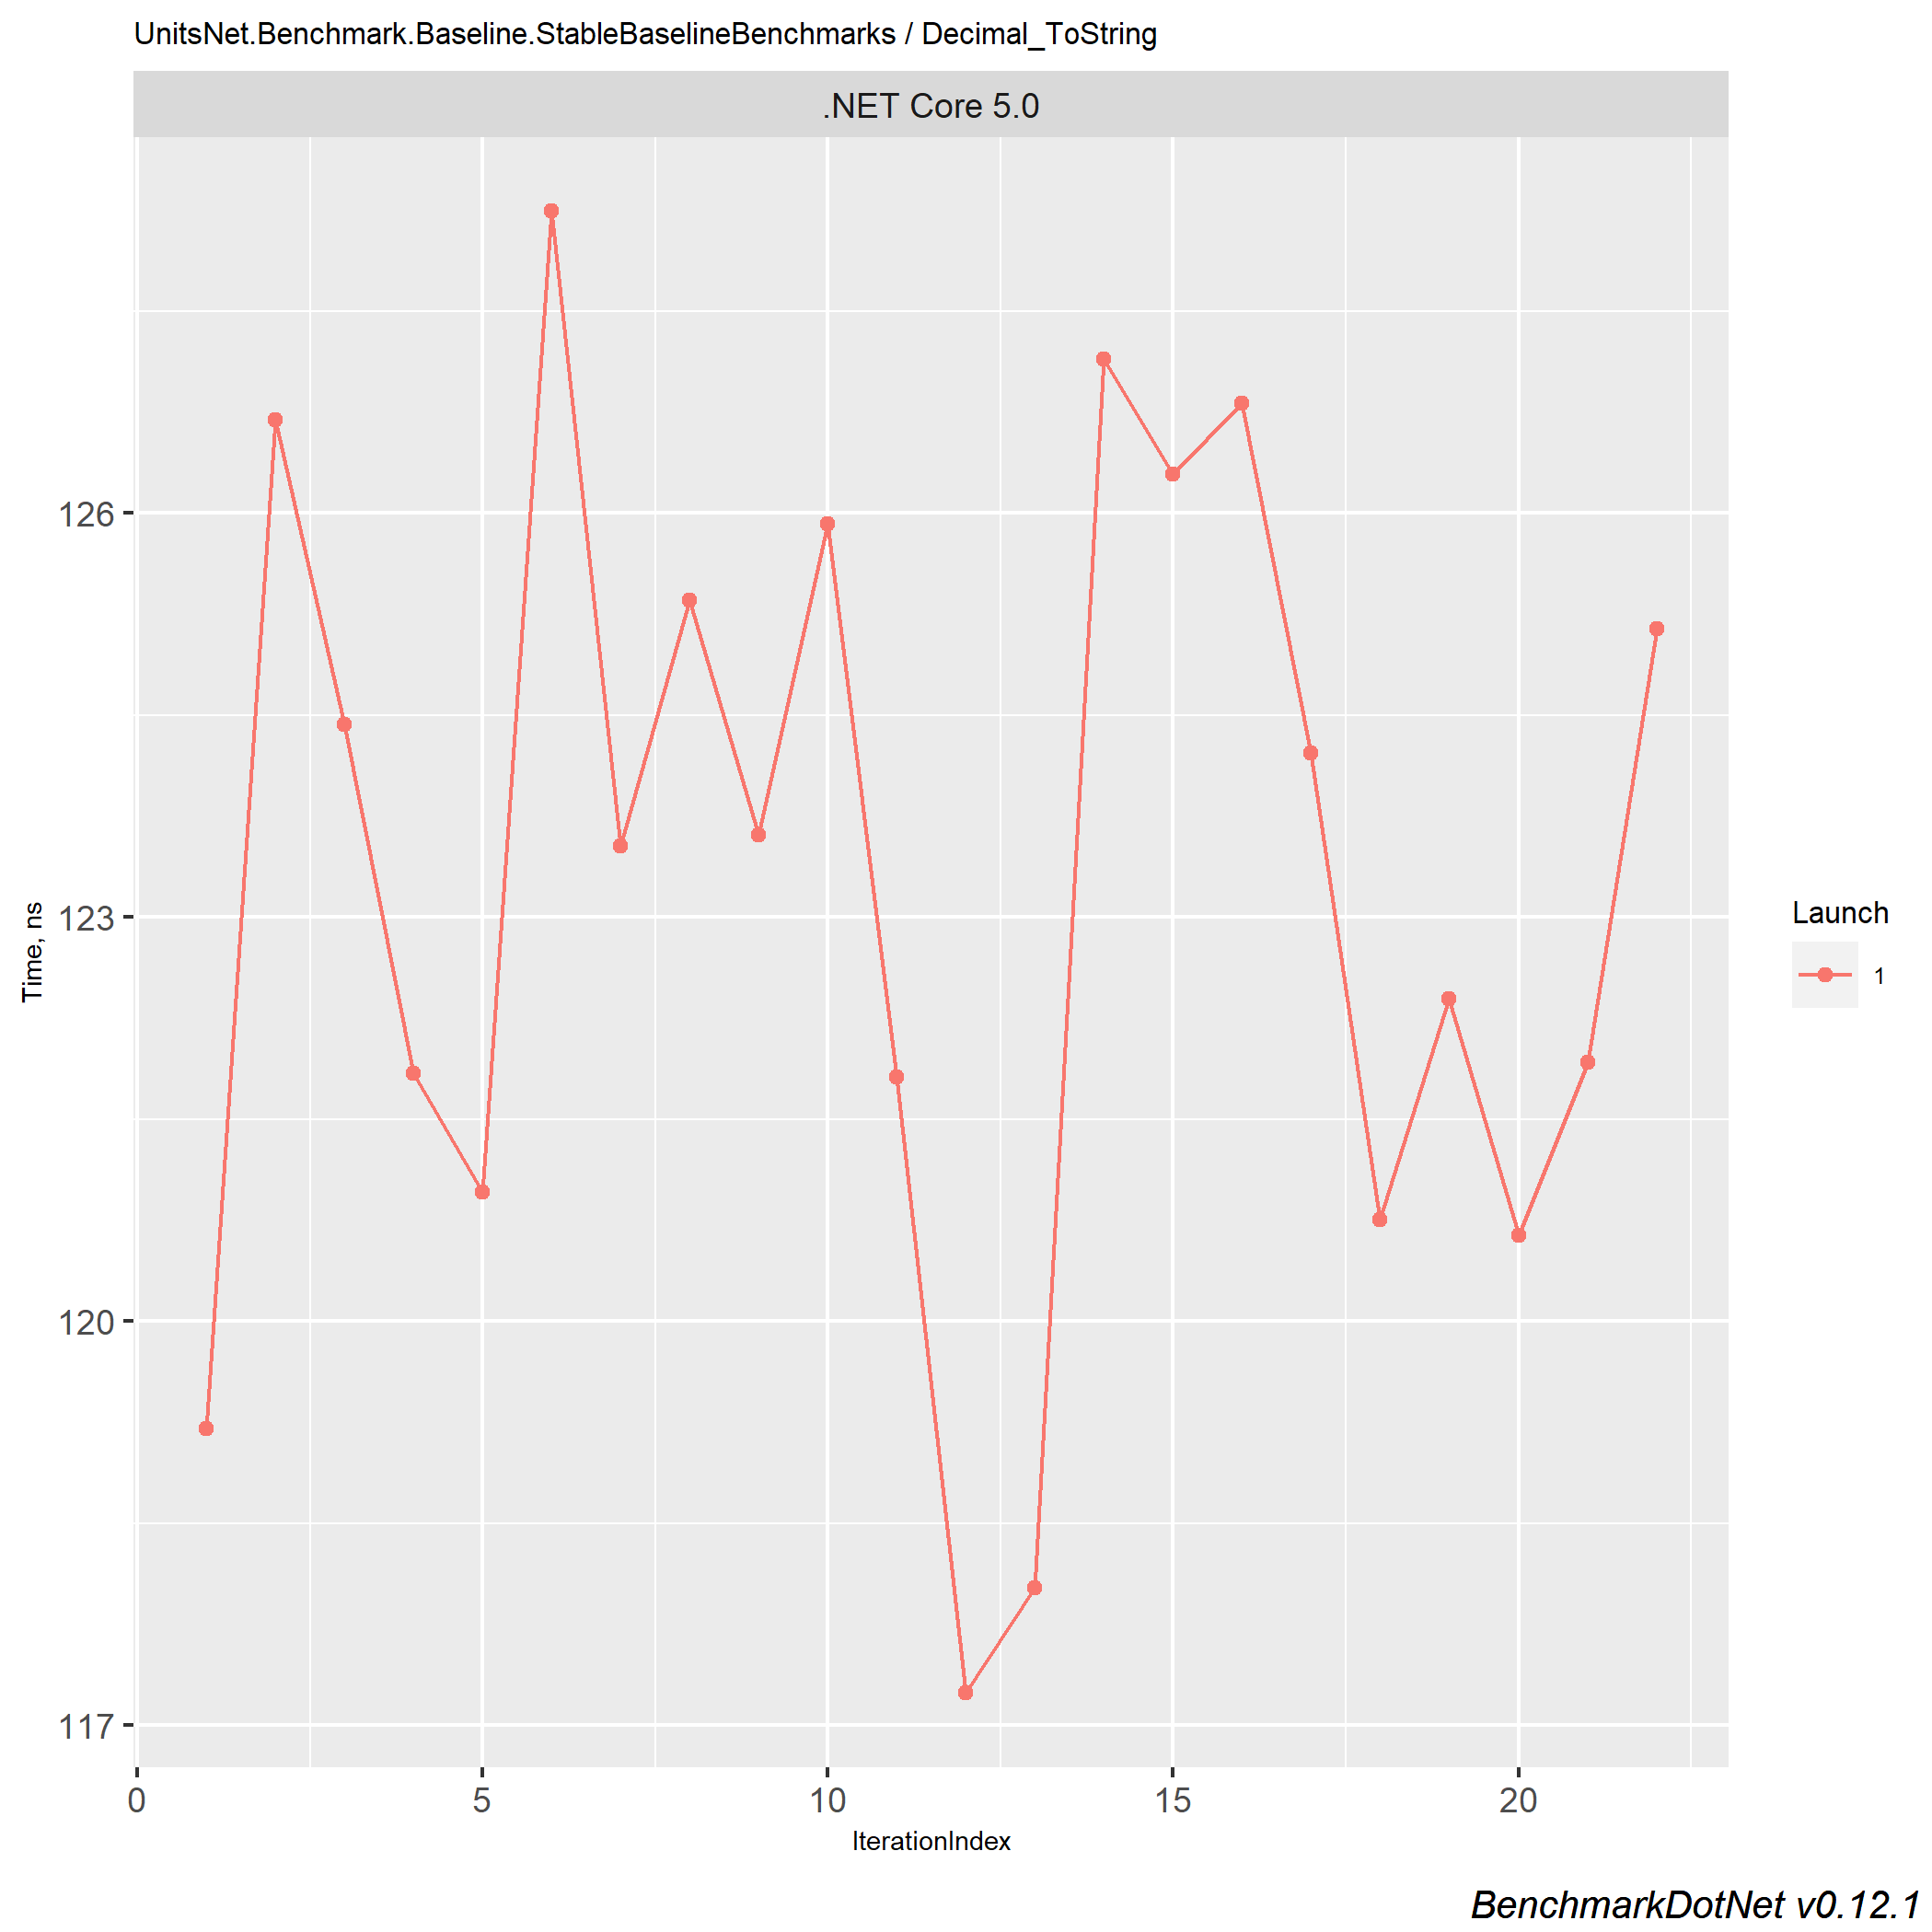 UnitsNet.Benchmark.Baseline.StableBaselineBenchmarks / Decimal_ToString
.NET Core 5.0
126
123
120
117
Time, ns
0 5 10 15 20
IterationIndex
Launch
1
BenchmarkDotNet v0.12.1